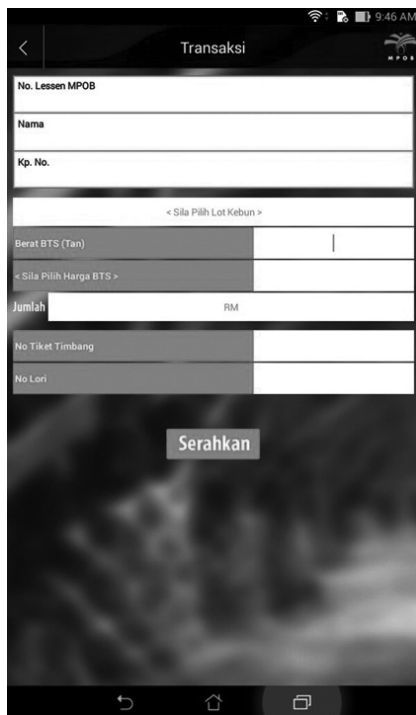 9:46 AM
Transaksi
MPOB
No. Lessen MPOB
Nama
Kp. No.
< Sila Pilih Lot Kebun >
Berat BTS (Tan)
< Sila Pilih Harga BTS >
Jumlah RM
No Tiket Timbang
No Lori
Serahkan